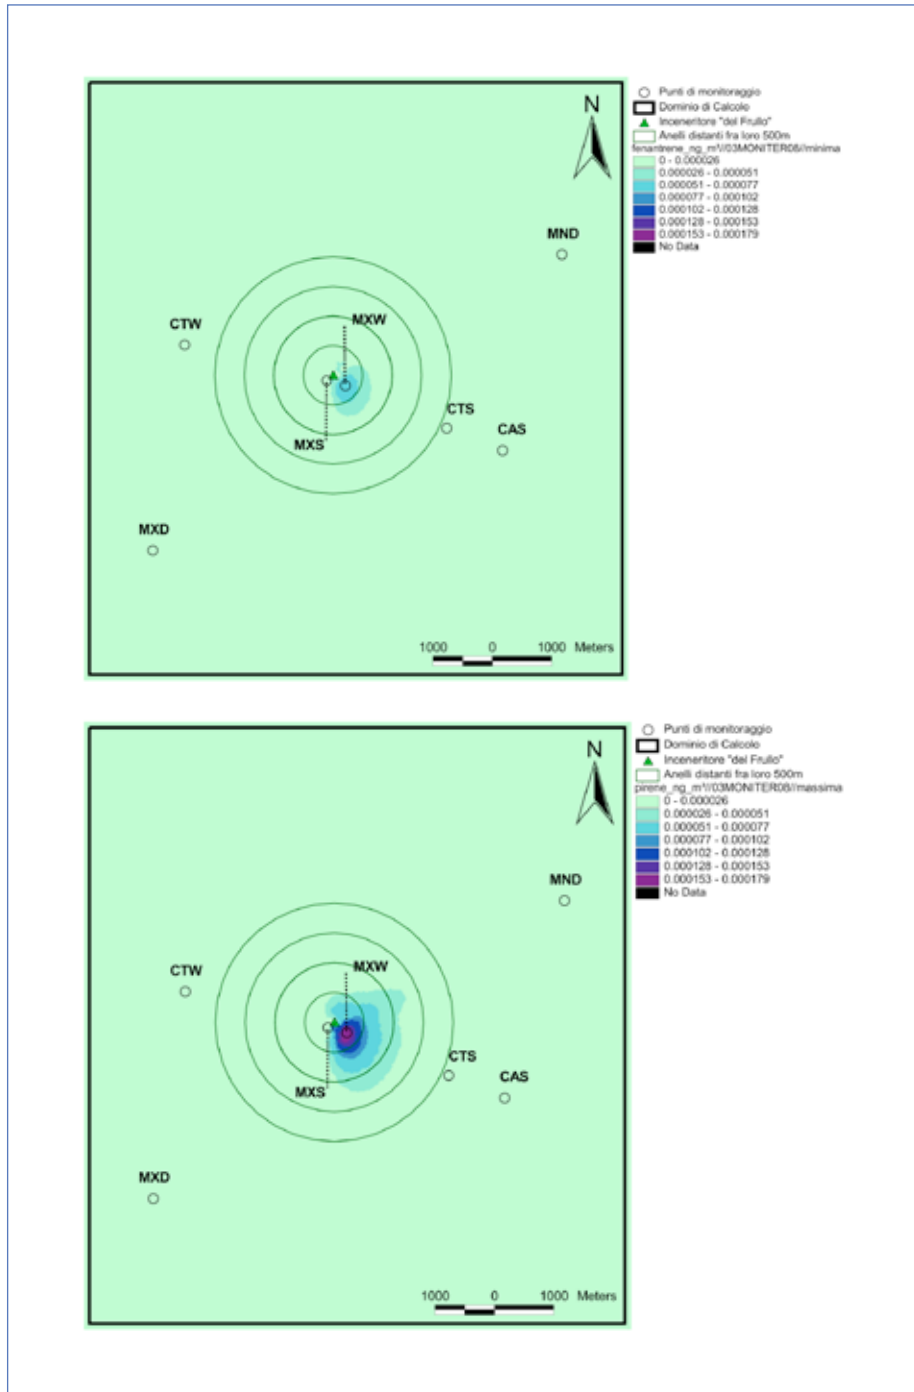 N
MND
CTW
MXW
CTS
CAS
MXS
MXD
1000 0 1000 Meters
Punti di monitoraggio
Dominio di Calcolo
Inceneritore "del Frullo"
Anelli distanti fra loro 500m
fenantrene_ng_m³//03MONITER08//minima
0 - 0.000026
0.000026 - 0.000051
0.000051 - 0.000077
0.000077 - 0.000102
0.000102 - 0.000128
0.000128 - 0.000153
0.000153 - 0.000179
No Data
N
MND
CTW
MXW
CTS
CAS
MXS
MXD
1000 0 1000 Meters
Punti di monitoraggio
Dominio di Calcolo
Inceneritore "del Frullo"
Anelli distanti fra loro 500m
pirene_ng_m³//03MONITER08//massima
0 - 0.000026
0.000026 - 0.000051
0.000051 - 0.000077
0.000077 - 0.000102
0.000102 - 0.000128
0.000128 - 0.000153
0.000153 - 0.000179
No Data